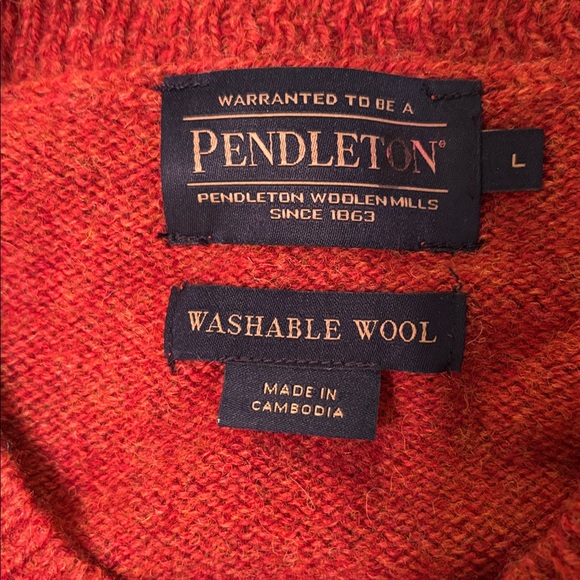 WARRANTED TO BE A
PENDLETON®
L
PENDLETON WOOLEN MILLS
SINCE 1863
WASHABLE WOOL
MADE IN
CAMBODIA